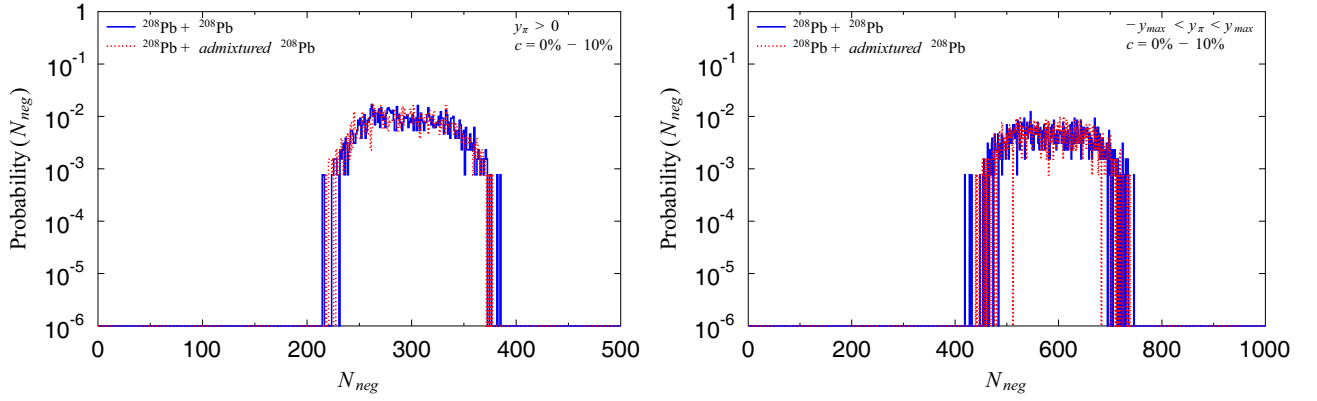 1
10⁻¹
10⁻²
10⁻³
10⁻⁴
10⁻⁵
10⁻⁶
Probability (N_neg)
²⁰⁸Pb + ²⁰⁸Pb
²⁰⁸Pb + admixtured ²⁰⁸Pb
y_π > 0
c = 0% − 10%
0 100 200 300 400 500
N_neg
1
10⁻¹
10⁻²
10⁻³
10⁻⁴
10⁻⁵
10⁻⁶
Probability (N_neg)
²⁰⁸Pb + ²⁰⁸Pb
²⁰⁸Pb + admixtured ²⁰⁸Pb
− y_max < y_π < y_max
c = 0% − 10%
0 200 400 600 800 1000
N_neg